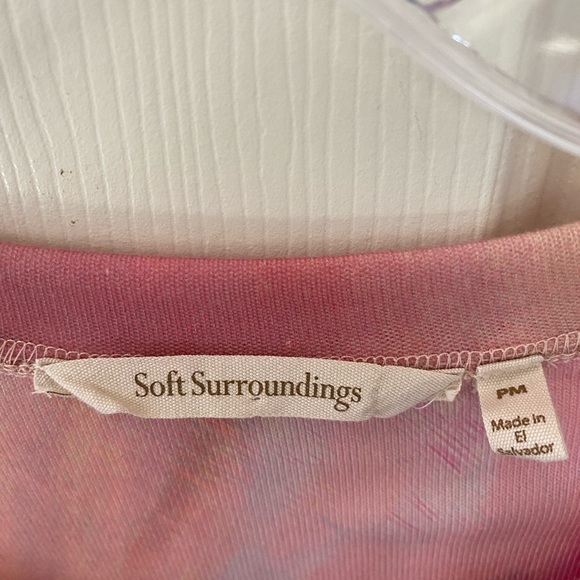 Soft Surroundings
PM
Made in
El
Salvador